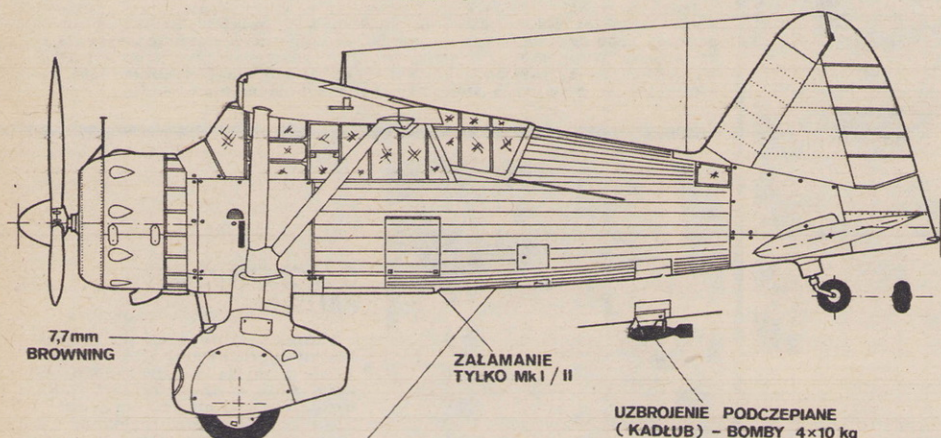 7,7mm
BROWNING
ZAŁAMANIE
TYLKO Mk I / II
UZBROJENIE PODCZEPIANE
( KADŁUB ) - BOMBY 4×10 kg